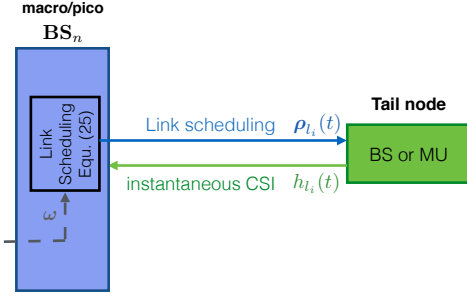 macro/pico
BSₙ
Link
Scheduling
Equ. (25)
ω
Link scheduling ρ_{l_i}(t)
instantaneous CSI h_{l_i}(t)
Tail node
BS or MU